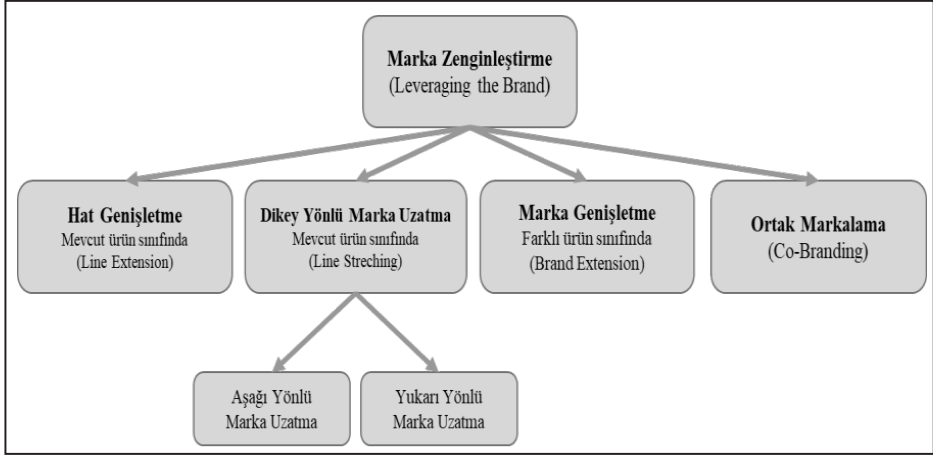 Marka Zenginleştirme
(Leveraging the Brand)
Hat Genişletme
Mevcut ürün sınıfında
(Line Extension)
Dikey Yönlü Marka Uzatma
Mevcut ürün sınıfında
(Line Streching)
Marka Genişletme
Farklı ürün sınıfında
(Brand Extension)
Ortak Markalama
(Co-Branding)
Aşağı Yönlü
Marka Uzatma
Yukarı Yönlü
Marka Uzatma